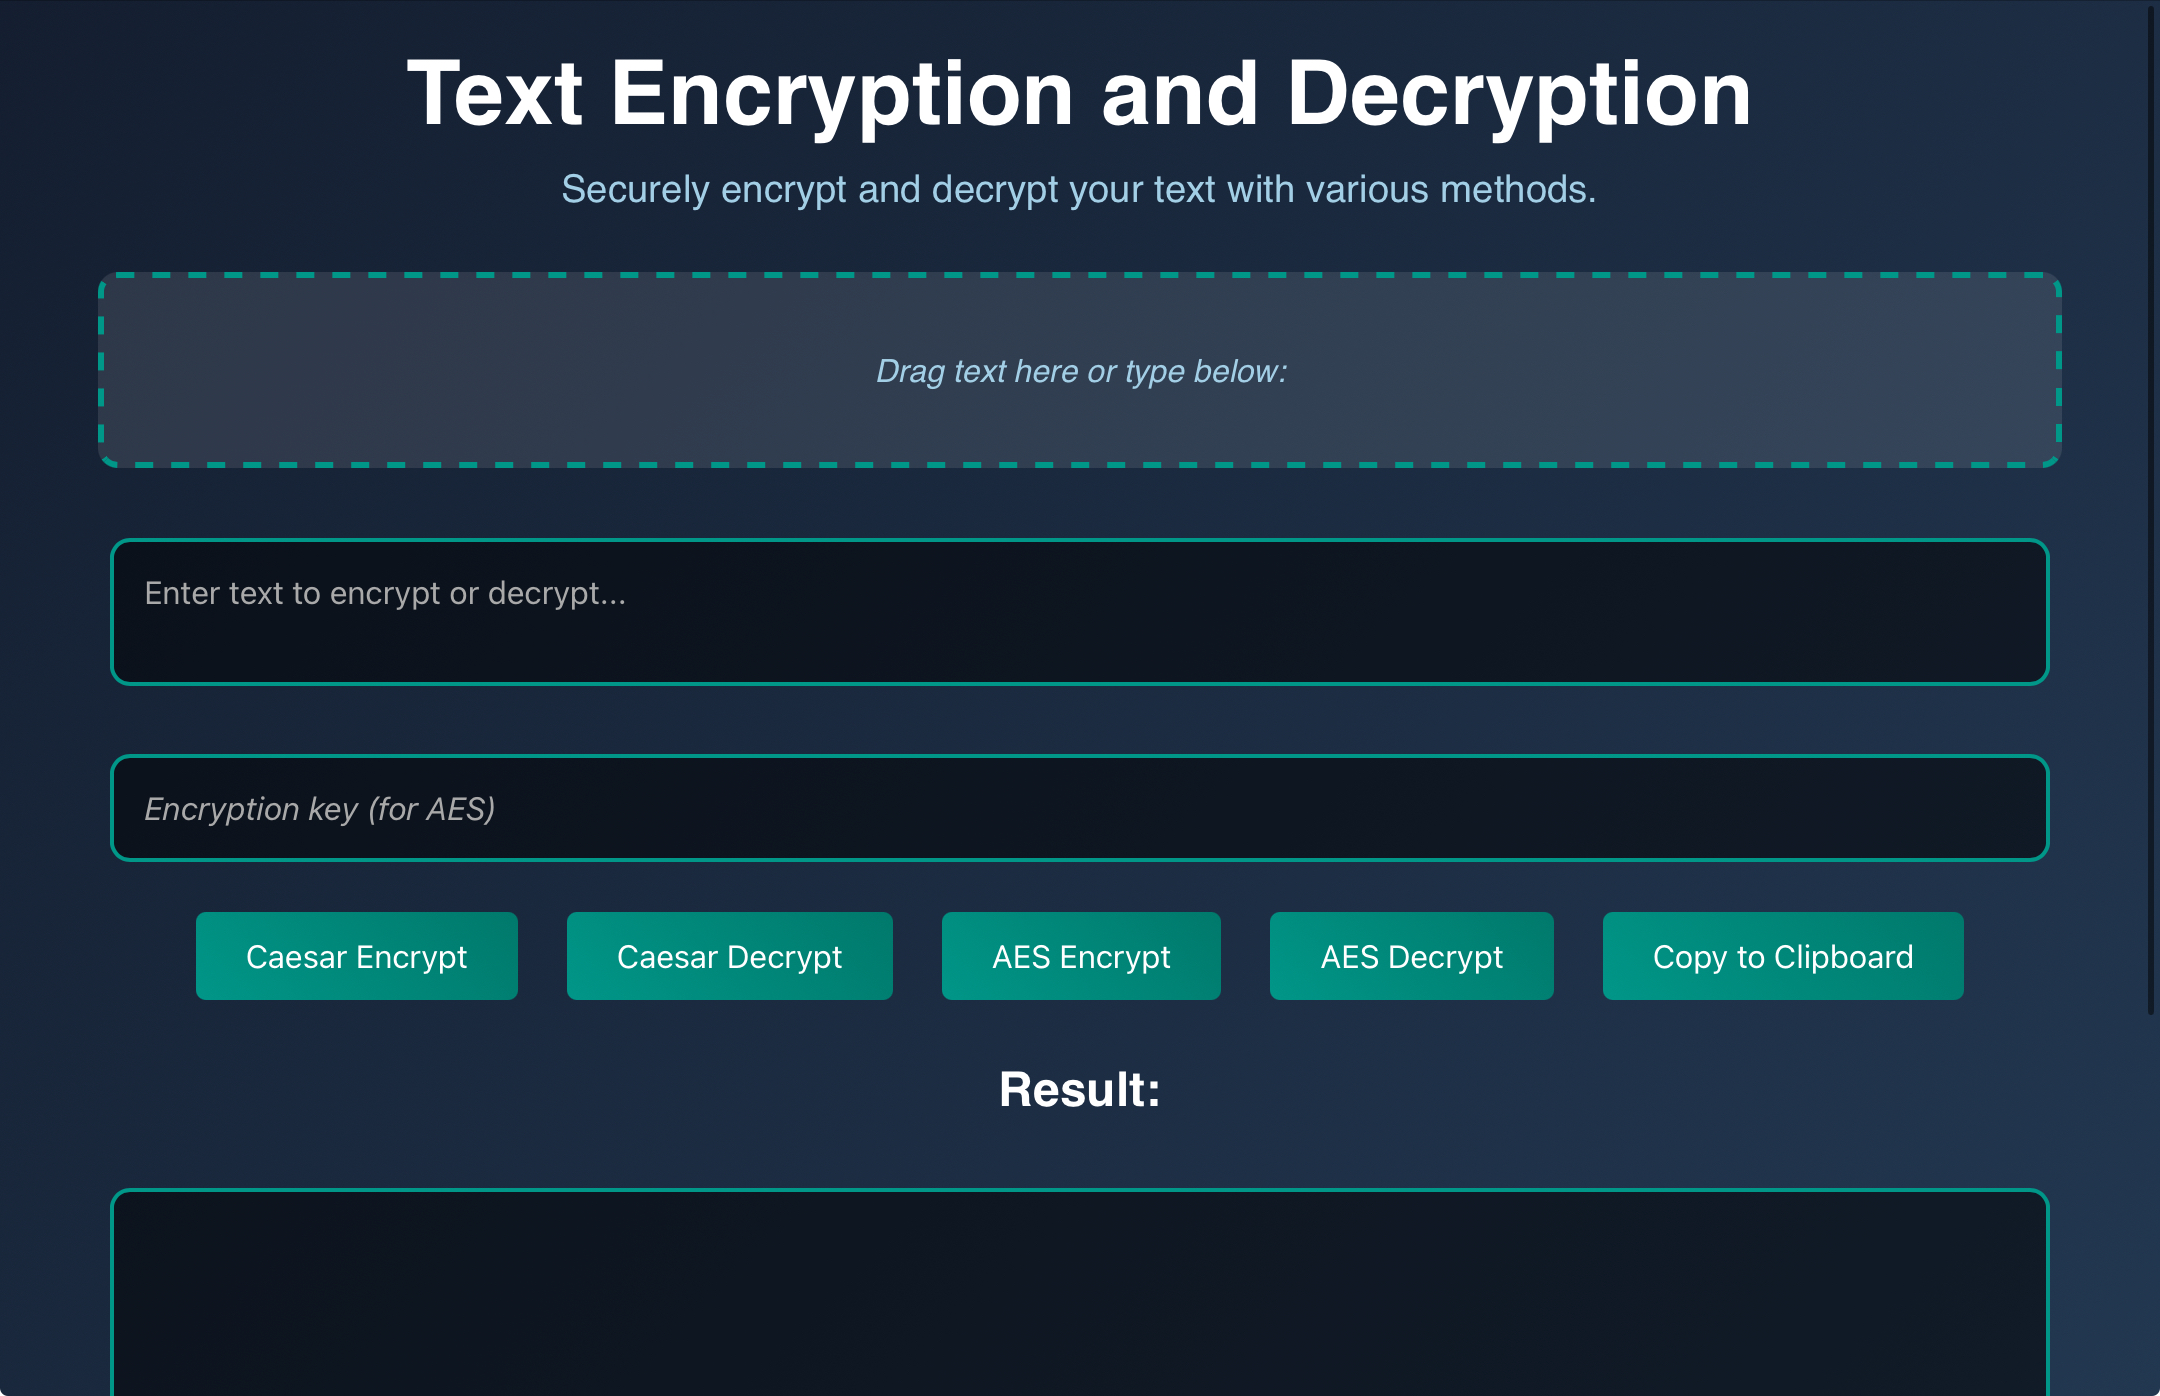 Text Encryption and Decryption
Securely encrypt and decrypt your text with various methods.
Drag text here or type below:
Enter text to encrypt or decrypt...
Encryption key (for AES)
Caesar Encrypt
Caesar Decrypt
AES Encrypt
AES Decrypt
Copy to Clipboard
Result: